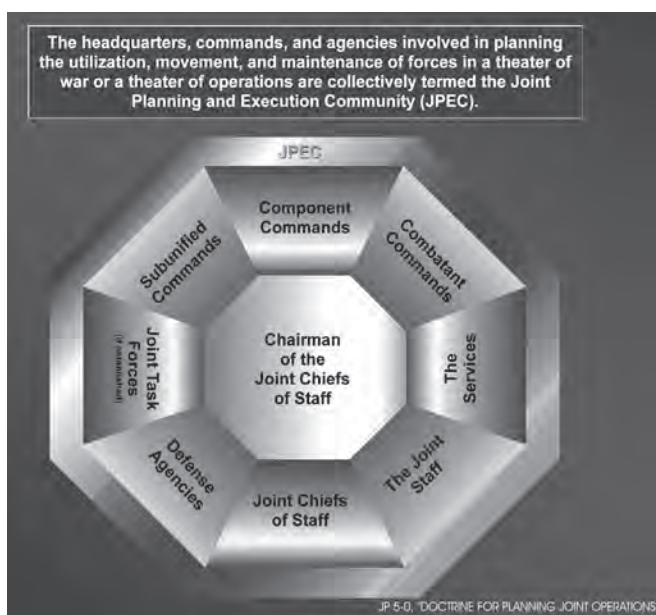 The headquarters, commands, and agencies involved in planning
the utilization, movement, and maintenance of forces in a theater of
war or a theater of operations are collectively termed the Joint
Planning and Execution Community (JPEC).
JPEC
Component
Commands
Combatant
Commands
The
Services
The Joint
Staff
Joint Chiefs
of Staff
Defense
Agencies
Joint Task
Forces
(if established)
Subunified
Commands
Chairman
of the
Joint Chiefs
of Staff
JP 5-0, "DOCTRINE FOR PLANNING JOINT OPERATIONS